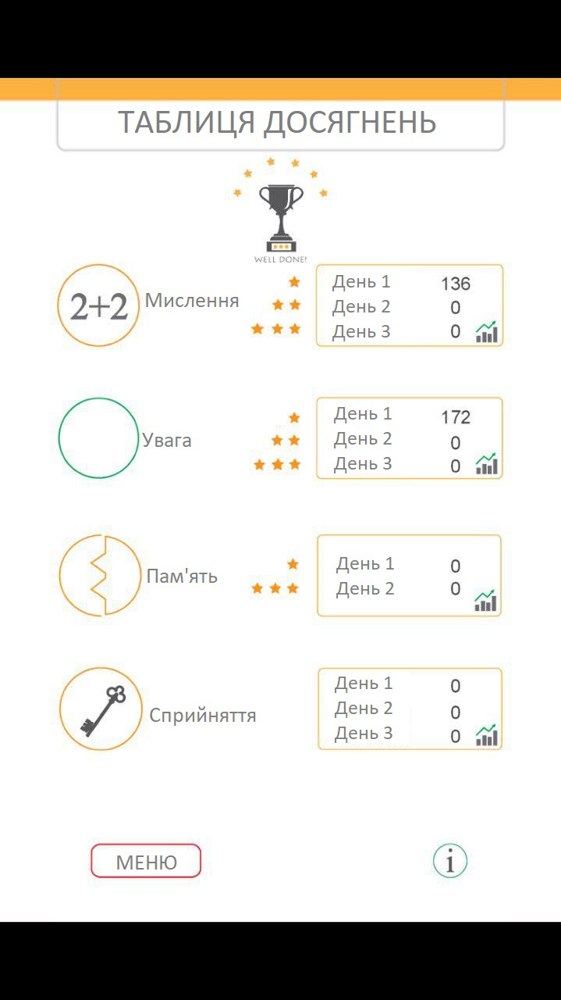 ТАБЛИЦЯ ДОСЯГНЕНЬ
WELL DONE!
2+2 Мислення
День 1 136
День 2 0
День 3 0
Увага
День 1 172
День 2 0
День 3 0
Пам'ять
День 1 0
День 2 0
Сприйняття
День 1 0
День 2 0
День 3 0
МЕНЮ i